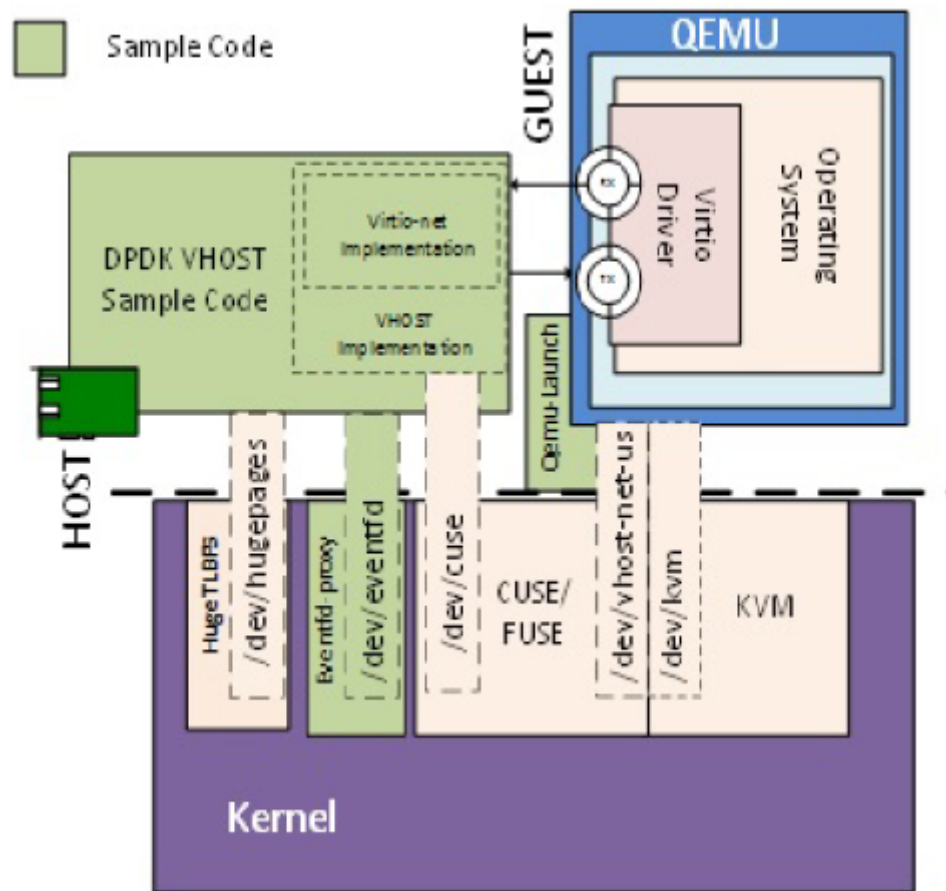 Sample Code
QEMU
GUEST
Operating
System
Virtio
Driver
tx
Virtio-net
Implementation
DPDK VHOST
Sample Code
VHOST
Implementation
Qemu-Launch
HOST
HugeTLBFS
/dev/hugepages
Eventfd-proxy
/dev/eventfd
/dev/cuse
CUSE/
FUSE
/dev/vhost-net-us
/dev/kvm
KVM
Kernel